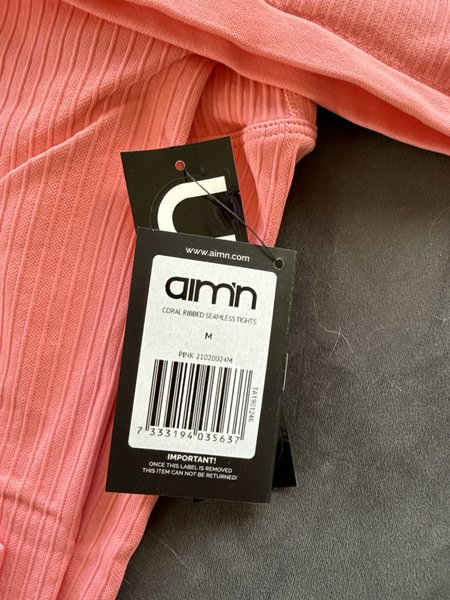 www.aimn.com
aim'n
CORAL RIBBED SEAMLESS TIGHTS
M
PINK 21020024M
TA1901246
7 333194 035637
IMPORTANT!
ONCE THIS LABEL IS REMOVED
THIS ITEM CAN NOT BE RETURNED!